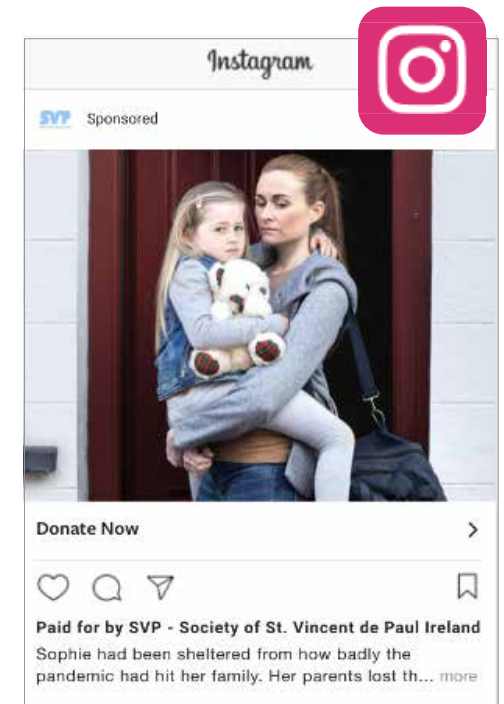 Instagram
SVP Sponsored
Donate Now
Paid for by SVP - Society of St. Vincent de Paul Ireland
Sophie had been sheltered from how badly the
pandemic had hit her family. Her parents lost th... more